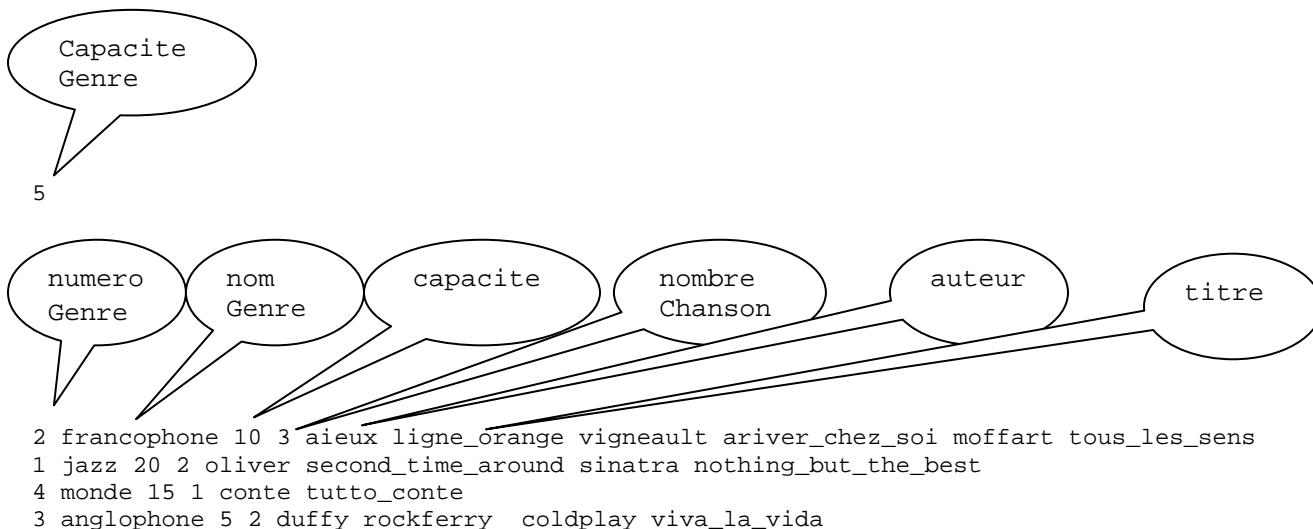 Capacite
Genre
5
numero
Genre
nom
Genre
capacite
nombre
Chanson
auteur
titre
2 francophone 10 3 aieux ligne_orange vigneault ariver_chez_soi moffart tous_les_sens
1 jazz 20 2 oliver second_time_around sinatra nothing_but_the_best
4 monde 15 1 conte tutto_conte
3 anglophone 5 2 duffy rockferry  coldplay viva_la_vida